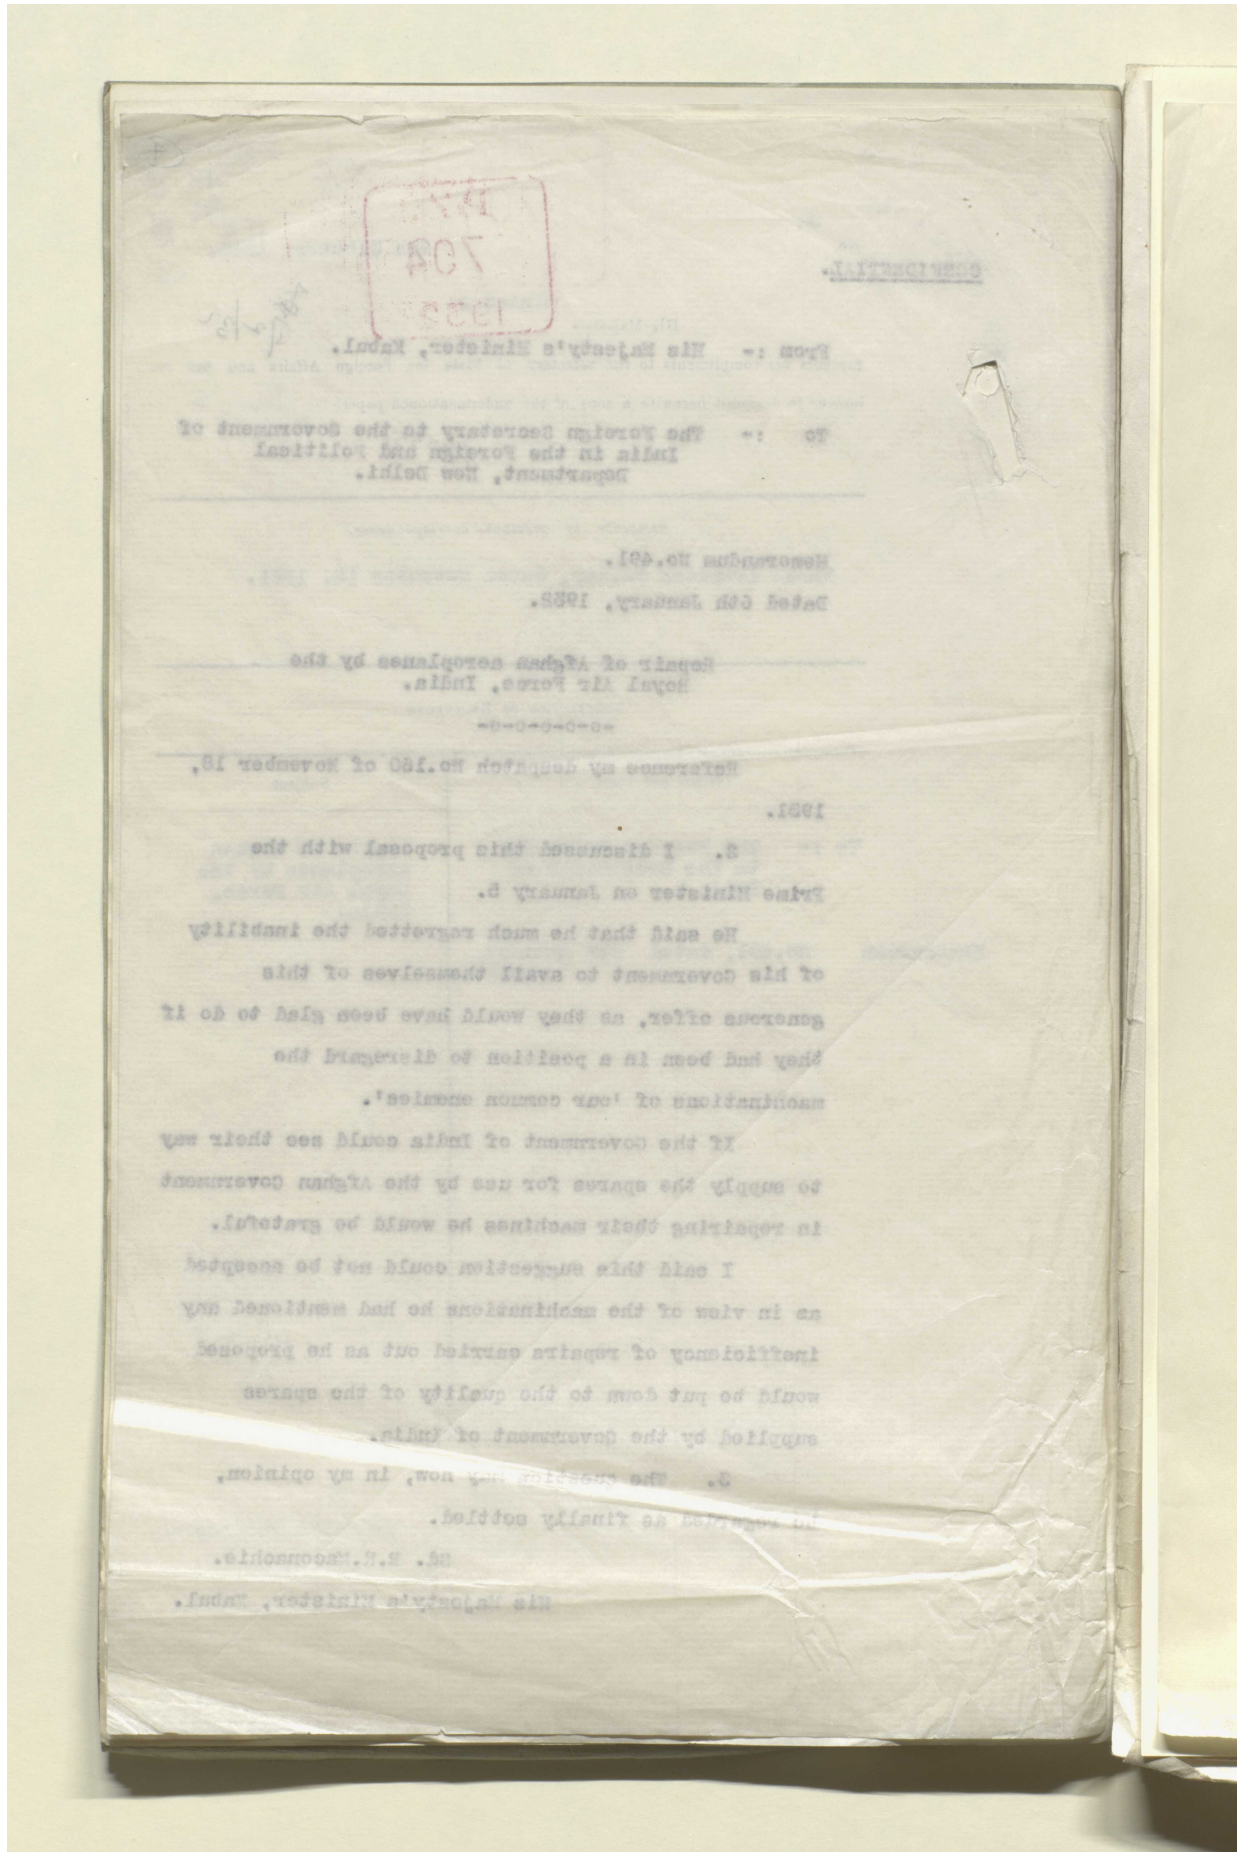 P.Z.
704
1932
CONFIDENTIAL.
From :- His Majesty's Minister, Kabul.
To :- The Foreign Secretary to the Government of
India in the Foreign and Political
Department, New Delhi.
Memorandum No.491.
Dated 6th January, 1932.
Repair of Afghan aeroplanes by the
Royal Air Force, India.
-0-0-0-0-0-
Reference my despatch No.160 of November 18,
1931.
2. I discussed this proposal with the
Prime Minister on January 5.
He said that he much regretted the inability
of his Government to avail themselves of this
generous offer, as they would have been glad to do if
they had been in a position to disregard the
machinations of 'our common enemies'.
If the Government of India could see their way
to supply the spares for use by the Afghan Government
in repairing their machines he would be grateful.
I said this suggestion could not be accepted
as in view of the machinations he had mentioned any
inefficiency of repairs carried out as he proposed
would be put down to the quality of the spares
supplied by the Government of India.
3. The question may now, in my opinion,
be regarded as finally settled.
Sd. R.R.Maconachie.
His Majesty's Minister, Kabul.